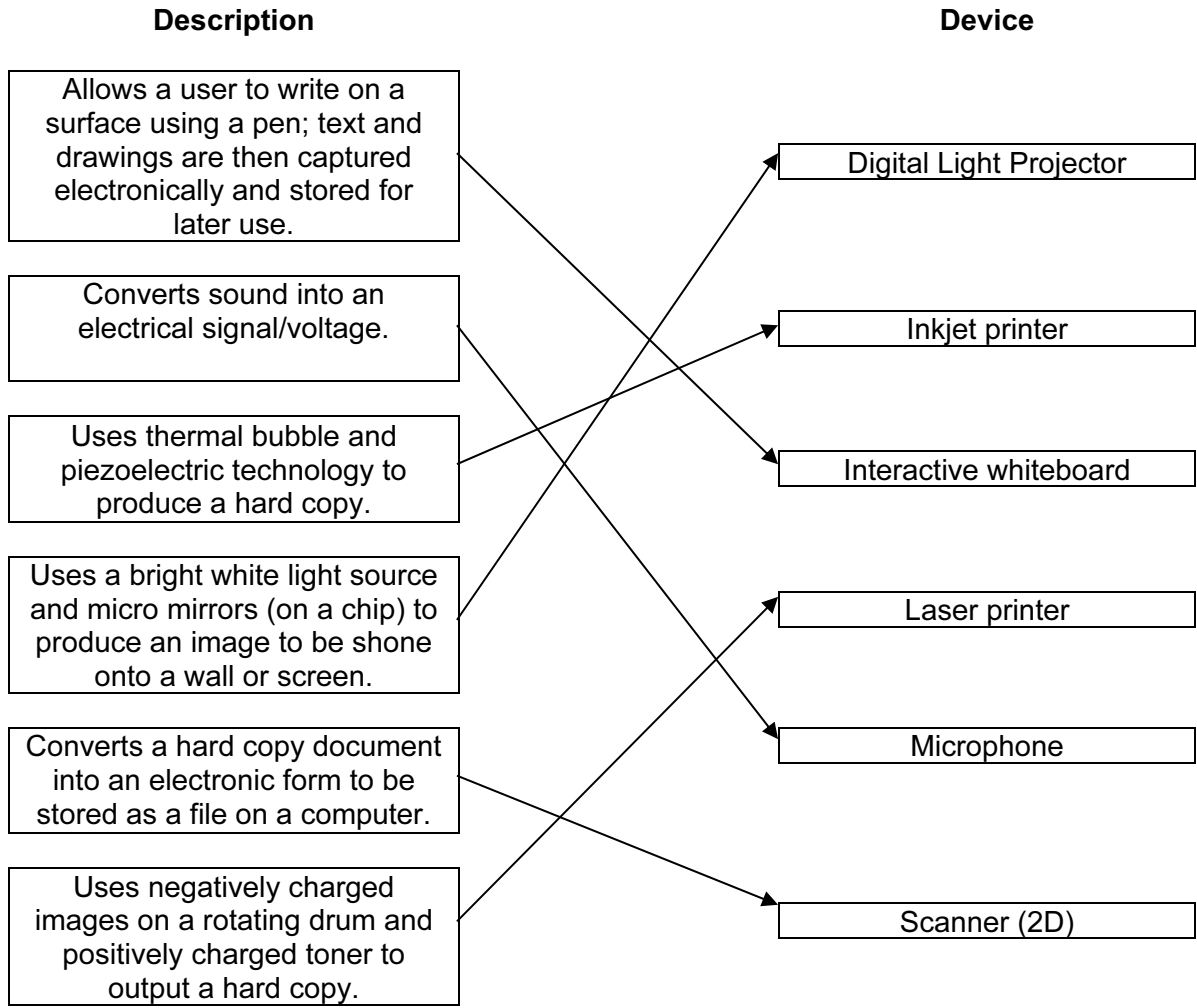 Description
Device
Allows a user to write on a
surface using a pen; text and
drawings are then captured
electronically and stored for
later use.
Digital Light Projector
Converts sound into an
electrical signal/voltage.
Inkjet printer
Uses thermal bubble and
piezoelectric technology to
produce a hard copy.
Interactive whiteboard
Uses a bright white light source
and micro mirrors (on a chip) to
produce an image to be shone
onto a wall or screen.
Laser printer
Converts a hard copy document
into an electronic form to be
stored as a file on a computer.
Microphone
Uses negatively charged
images on a rotating drum and
positively charged toner to
output a hard copy.
Scanner (2D)